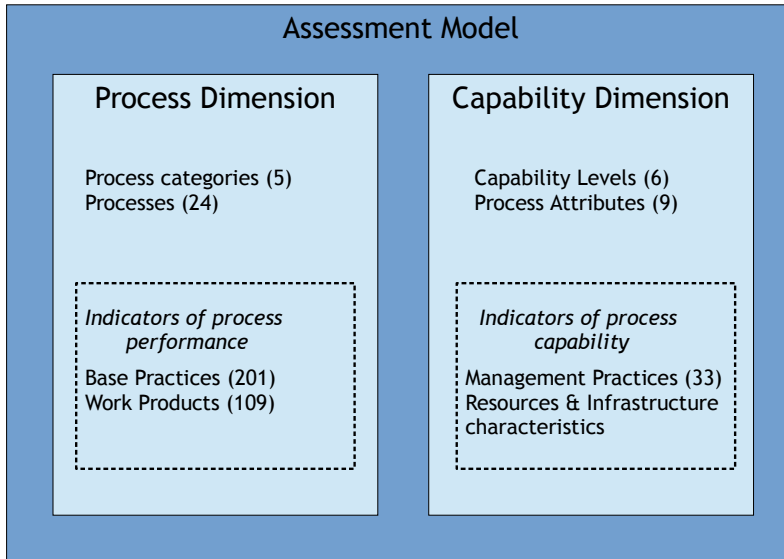 Assessment Model
Process Dimension
Process categories (5)
Processes (24)
Indicators of process
performance
Base Practices (201)
Work Products (109)
Capability Dimension
Capability Levels (6)
Process Attributes (9)
Indicators of process
capability
Management Practices (33)
Resources & Infrastructure
characteristics